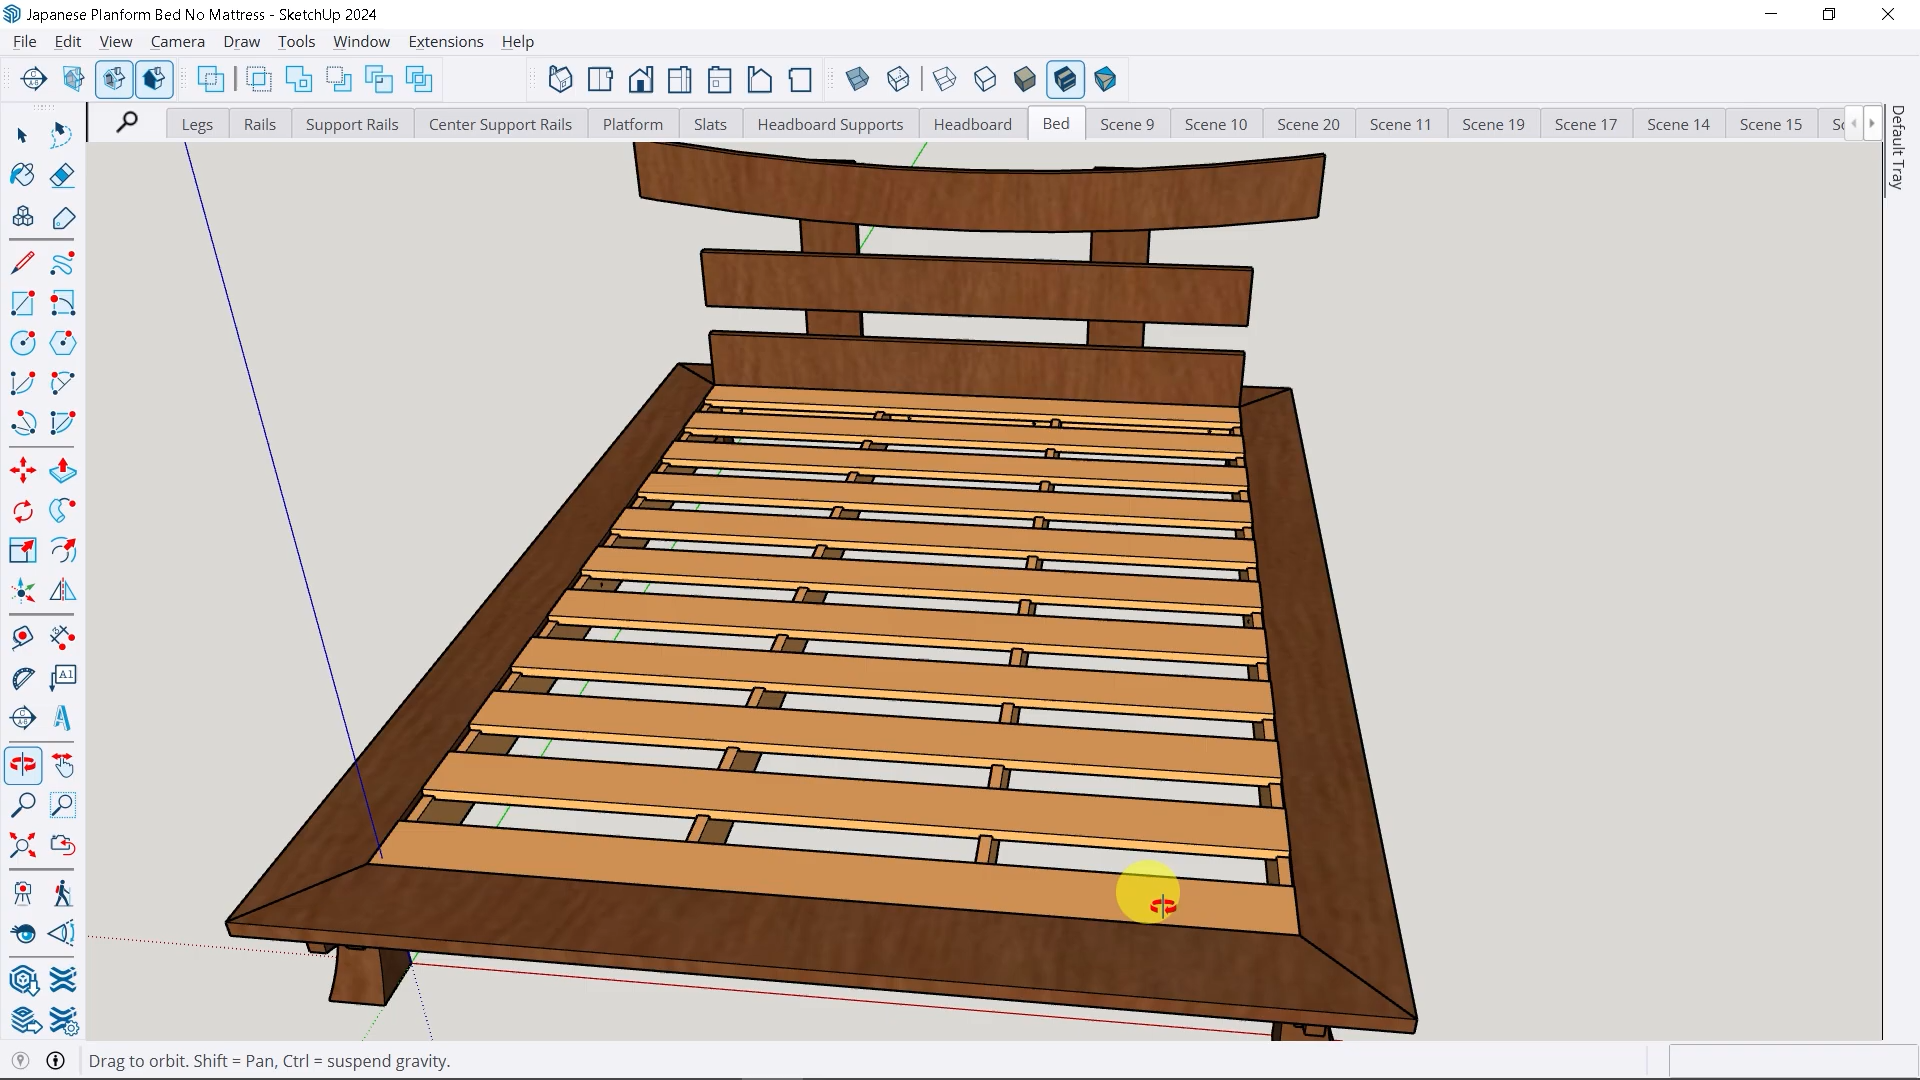 Japanese Planform Bed No Mattress - SketchUp 2024
File Edit View Camera Draw Tools Window Extensions Help
Legs Rails Support Rails Center Support Rails Platform Slats Headboard Supports Headboard Bed Scene 9 Scene 10 Scene 20 Scene 11 Scene 19 Scene 17 Scene 14 Scene 15
Default Tray
A1
Drag to orbit. Shift = Pan, Ctrl = suspend gravity.